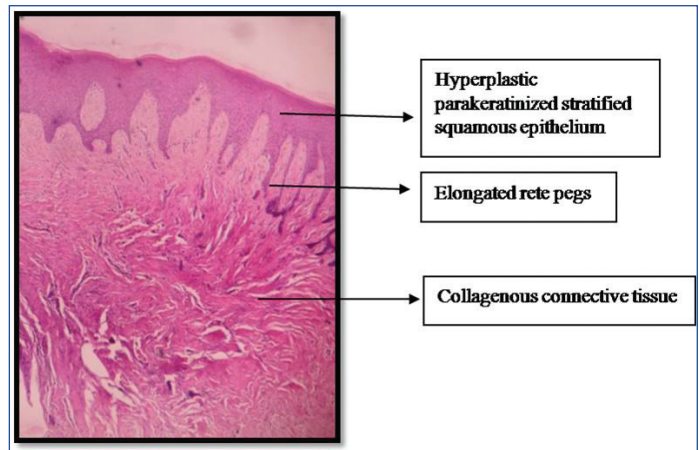 Hyperplastic
parakeratinized stratified
squamous epithelium
Elongated rete pegs
Collagenous connective tissue